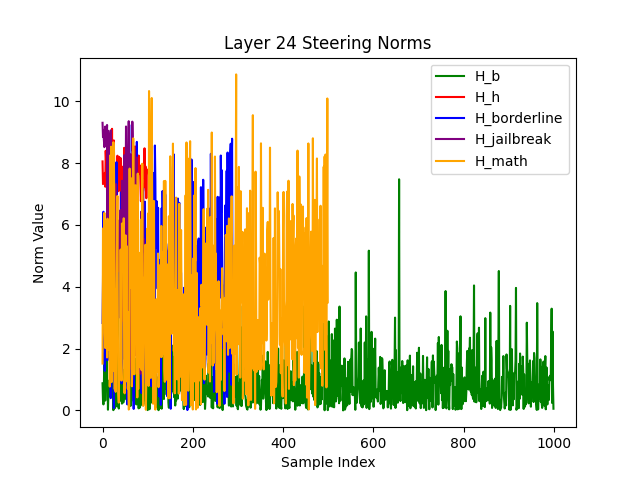 Layer 24 Steering Norms
H_b
H_h
H_borderline
H_jailbreak
H_math
Norm Value
10
8
6
4
2
0
0
200
400
600
800
1000
Sample Index